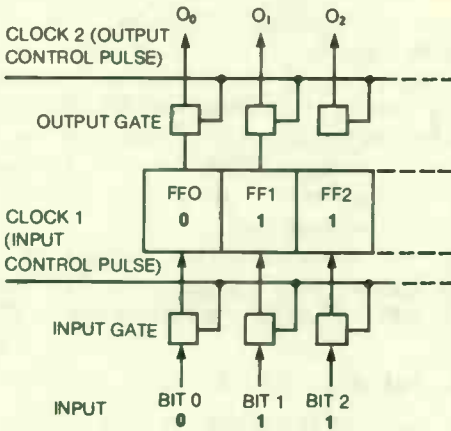 O₀ O₁ O₂
CLOCK 2 (OUTPUT
CONTROL PULSE)
OUTPUT GATE
FF0 FF1 FF2
0 1 1
CLOCK 1
(INPUT
CONTROL PULSE)
INPUT GATE
INPUT BIT 0 BIT 1 BIT 2
0 1 1